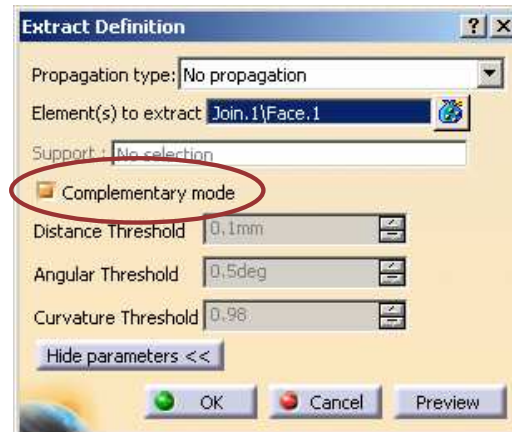 Extract Definition ? X
Propagation type: No propagation
Element(s) to extract Join.1\Face.1
Support : No selection
Complementary mode
Distance Threshold 0.1mm
Angular Threshold 0.5deg
Curvature Threshold 0.98
Hide parameters <<
OK Cancel Preview